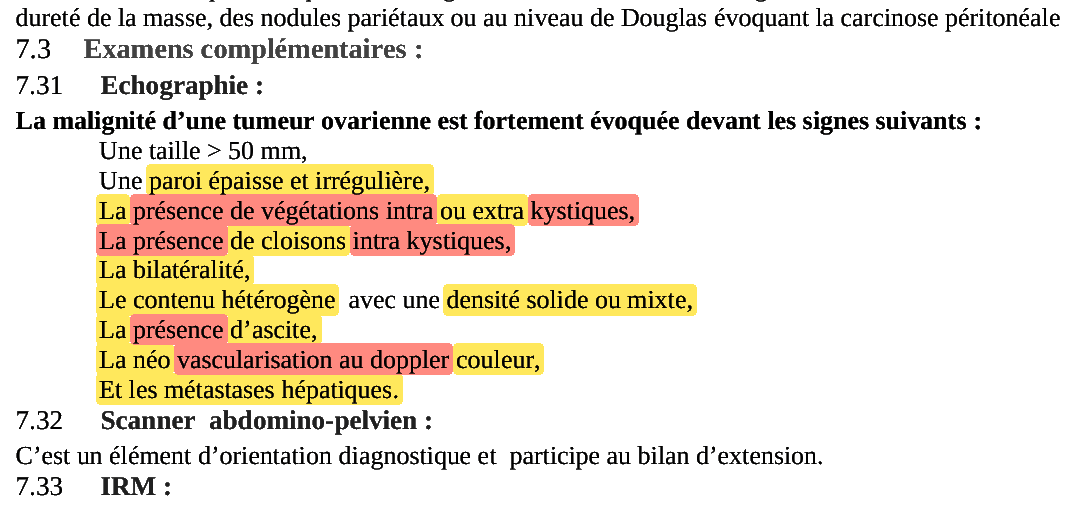 dureté de la masse, des nodules pariétaux ou au niveau de Douglas évoquant la carcinose péritonéale
7.3 Examens complémentaires :
7.31 Echographie :
La malignité d’une tumeur ovarienne est fortement évoquée devant les signes suivants :
Une taille > 50 mm,
Une paroi épaisse et irrégulière,
La présence de végétations intra ou extra kystiques,
La présence de cloisons intra kystiques,
La bilatéralité,
Le contenu hétérogène avec une densité solide ou mixte,
La présence d’ascite,
La néo vascularisation au doppler couleur,
Et les métastases hépatiques.
7.32 Scanner abdomino-pelvien :
C’est un élément d’orientation diagnostique et participe au bilan d’extension.
7.33 IRM :